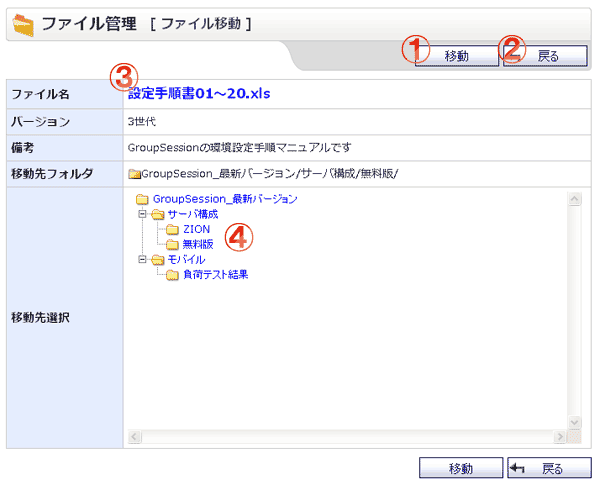 ファイル管理 [ ファイル移動 ]
① 移動 ② 戻る
③
ファイル名 設定手順書01～20.xls
バージョン 3世代
備考 GroupSessionの環境設定手順マニュアルです
移動先フォルダ GroupSession_最新バージョン/サーバ構成/無料版/
移動先選択
GroupSession_最新バージョン
サーバ構成
ZION
④
無料版
モバイル
負荷テスト結果
移動 戻る